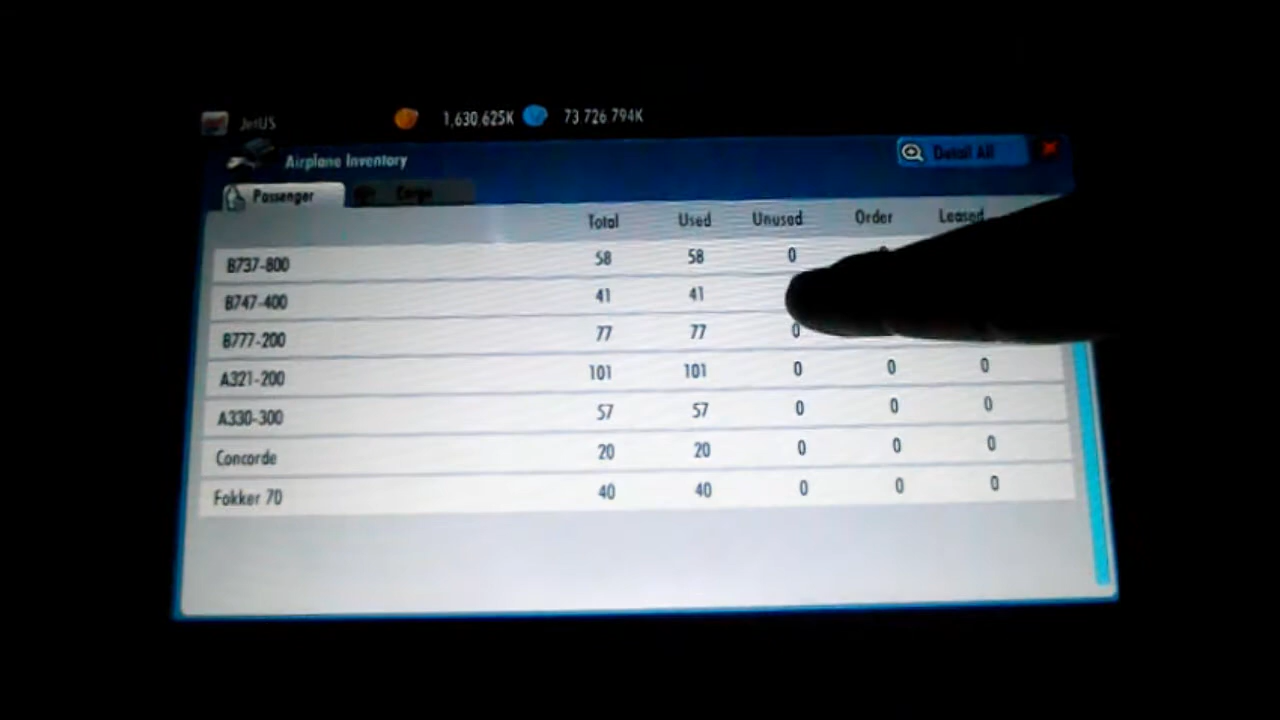 JetUS 1,630,625K 73 726 794K
Airplane Inventory Detail All
Passenger Cargo
Total Used Unused Order Leased
B737-800 58 58 0
B747-400 41 41
B777-200 77 77 0
A321-200 101 101 0 0 0
A330-300 57 57 0 0 0
Concorde 20 20 0 0 0
Fokker 70 40 40 0 0 0